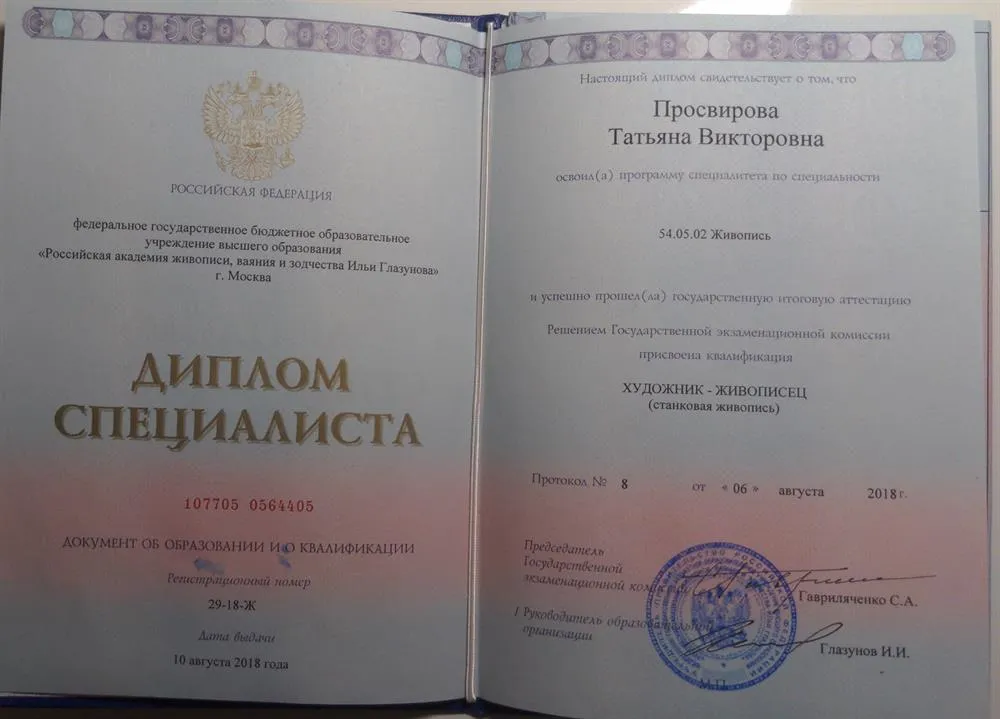 РОССИЙСКАЯ ФЕДЕРАЦИЯ
федеральное государственное бюджетное образовательное
учреждение высшего образования
«Российская академия живописи, ваяния и зодчества Ильи Глазунова»
г. Москва
ДИПЛОМ
СПЕЦИАЛИСТА
107705 0564405
ДОКУМЕНТ ОБ ОБРАЗОВАНИИ И О КВАЛИФИКАЦИИ
Регистрационный номер
29-18-Ж
Дата выдачи
10 августа 2018 года
Настоящий диплом свидетельствует о том, что
Просвирова
Татьяна Викторовна
освоил(а) программу специалитета по специальности
54.05.02 Живопись
и успешно прошел(ла) государственную итоговую аттестацию
Решением Государственной экзаменационной комиссии
присвоена квалификация
ХУДОЖНИК - ЖИВОПИСЕЦ
(станковая живопись)
Протокол № 8 от «06» августа 2018 г.
Председатель
Государственной
экзаменационной комиссии
Гавриляченко С.А.
Руководитель образовательной
организации
Глазунов И.И.
М.П.